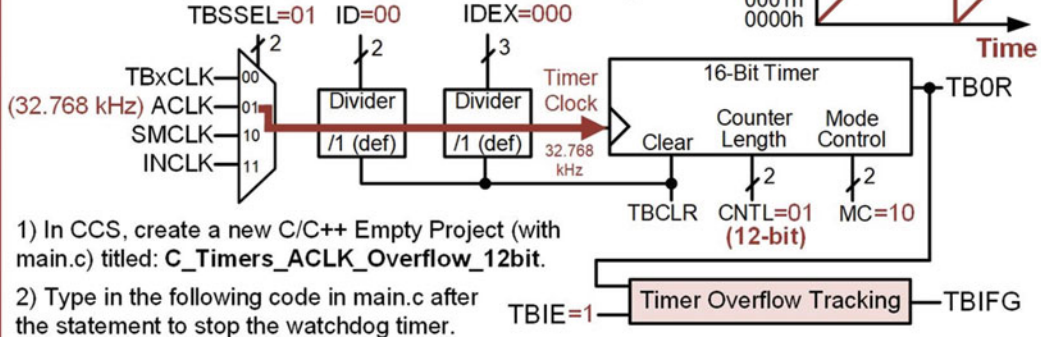 0001h
0000h
Time
TBSSEL=01 ID=00 IDEX=000
2 2 3
TBxCLK 00
(32.768 kHz) ACLK 01
SMCLK 10
INCLK 11
Divider
/1 (def)
Divider
/1 (def)
Timer
Clock
32.768
kHz
16-Bit Timer
Clear
Counter
Length
Mode
Control
TB0R
2 2
TBCLR CNTL=01 MC=10
(12-bit)
1) In CCS, create a new C/C++ Empty Project (with
main.c) titled: C_Timers_ACLK_Overflow_12bit.
2) Type in the following code in main.c after
the statement to stop the watchdog timer.
TBIE=1
Timer Overflow Tracking
TBIFG